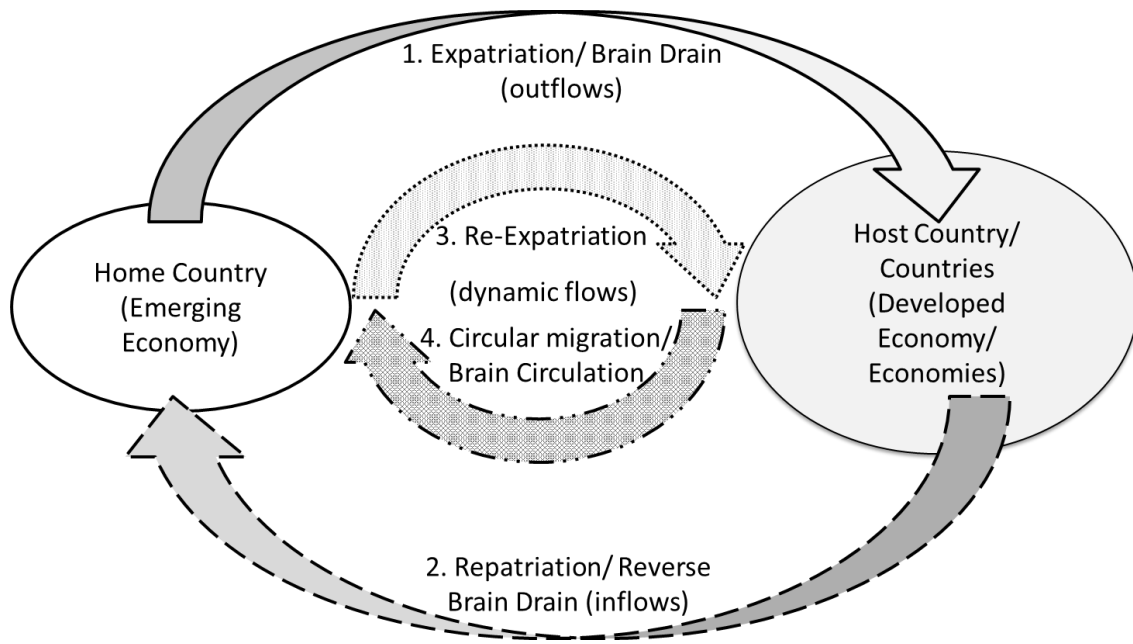 1. Expatriation/ Brain Drain
(outflows)
Home Country
(Emerging
Economy)
3. Re-Expatriation
(dynamic flows)
4. Circular migration/
Brain Circulation
Host Country/
Countries
(Developed
Economy/
Economies)
2. Repatriation/ Reverse
Brain Drain (inflows)